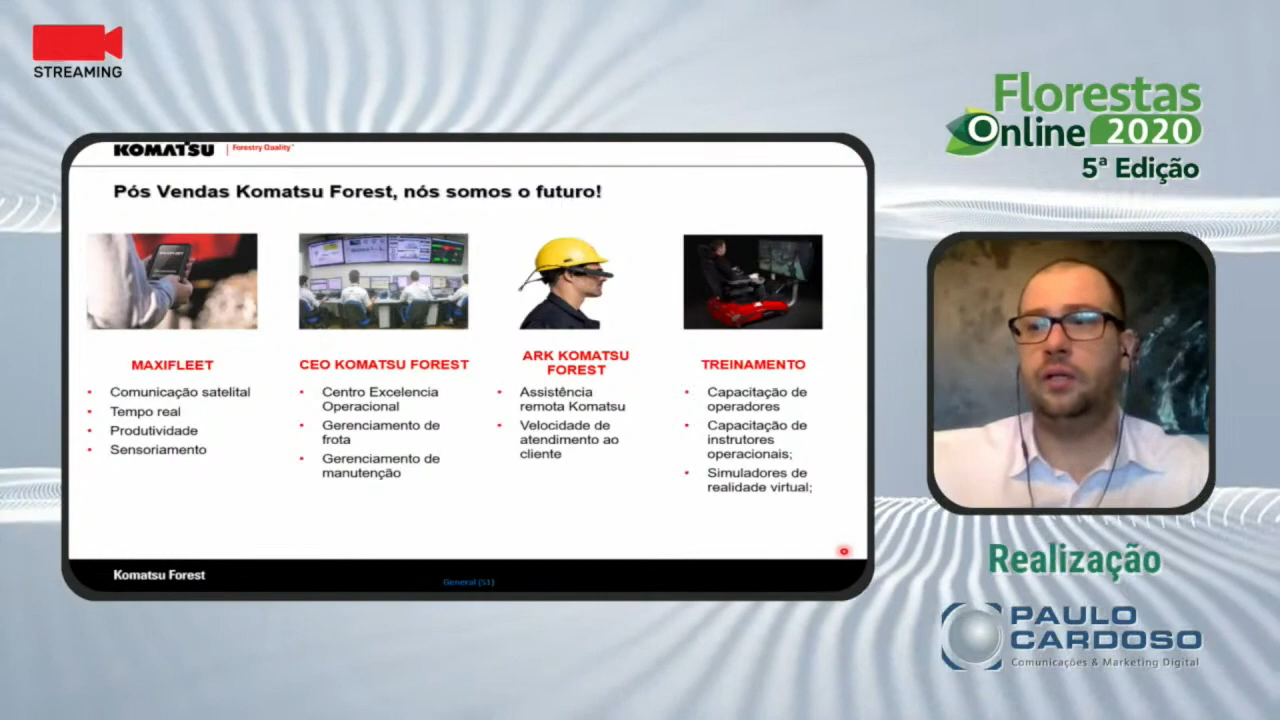 STREAMING
Florestas
Online 2020
5ª Edição
KOMATSU Forestry Quality
Pós Vendas Komatsu Forest, nós somos o futuro!
MAXIFLEET
Comunicação satelital
Tempo real
Produtividade
Sensoriamento
CEO KOMATSU FOREST
Centro Excelencia
Operacional
Gerenciamento de
frota
Gerenciamento de
manutenção
ARK KOMATSU
FOREST
Assistência
remota Komatsu
Velocidade de
atendimento ao
cliente
TREINAMENTO
Capacitação de
operadores
Capacitação de
instrutores
operacionais;
Simuladores de
realidade virtual;
Komatsu Forest
General (S1)
Realização
PAULO
CARDOSO
Comunicações & Marketing Digital